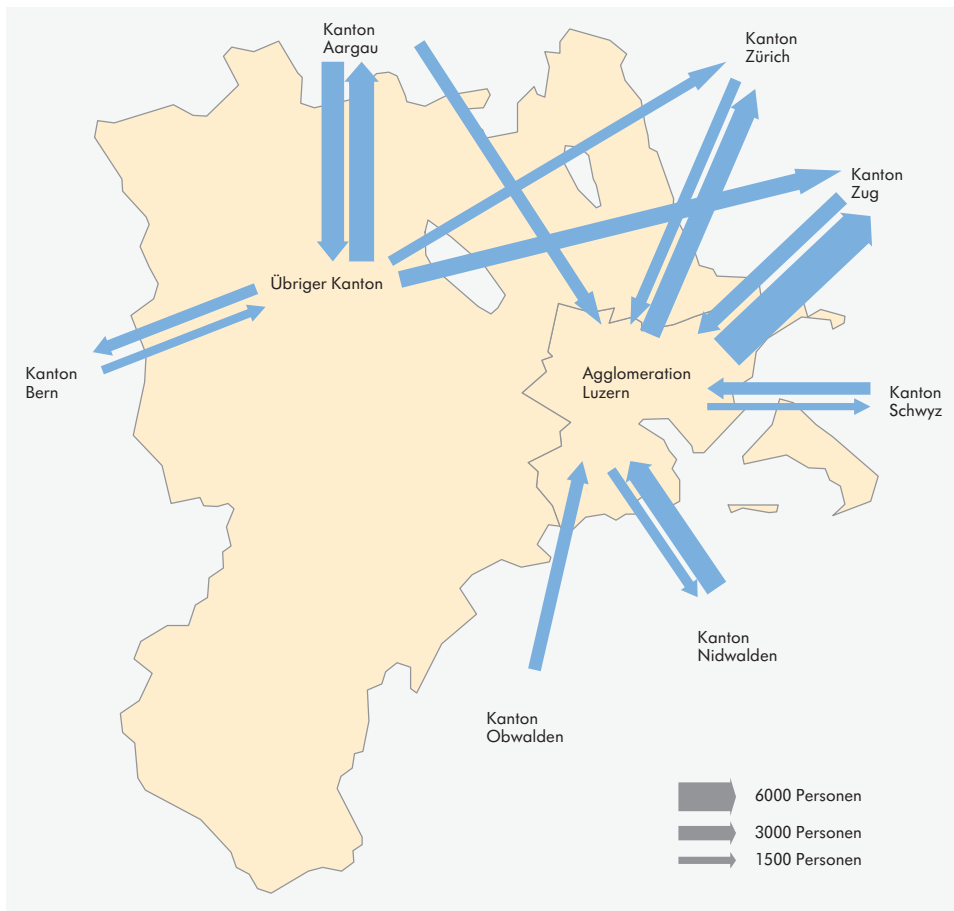 Kanton
Aargau
Kanton
Zürich
Kanton
Zug
Übriger Kanton
Kanton
Bern
Agglomeration
Luzern
Kanton
Schwyz
Kanton
Nidwalden
Kanton
Obwalden
6000 Personen
3000 Personen
1500 Personen